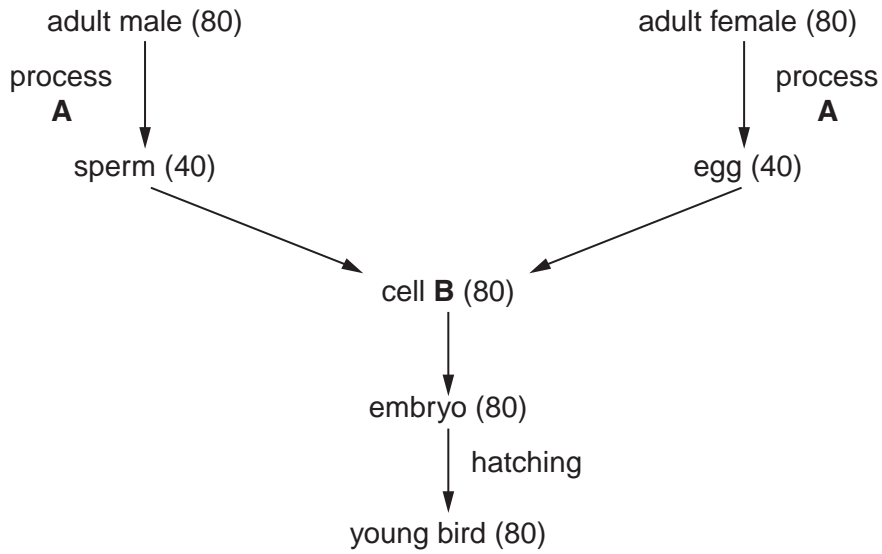 adult male (80)
adult female (80)
process
A
process
A
sperm (40)
egg (40)
cell B (80)
embryo (80)
hatching
young bird (80)